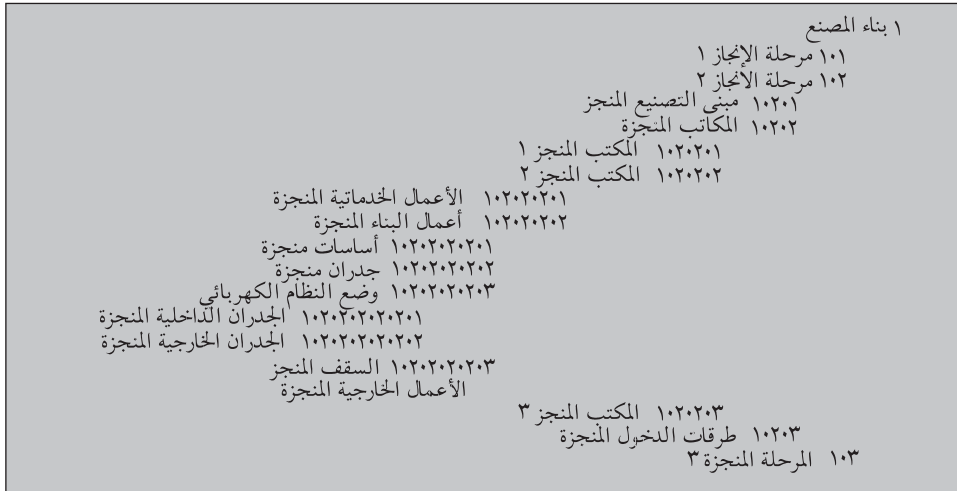 ١ بناء المصنع
١٠١ مرحلة الإنجاز ١
١٠٢ مرحلة الأنجاز ٢
١٠٢٠١ مبنى التصنيع المنجز
١٠٢٠٢ المكاتب المنجزة
١٠٢٠٢٠١ المكتب المنجز ١
١٠٢٠٢٠٢ المكتب المنجز ٢
١٠٢٠٢٠٢٠١ الأعمال الخدماتية المنجزة
١٠٢٠٢٠٢٠٢ أعمال البناء المنجزة
١٠٢٠٢٠٢٠٢٠١ أساسات منجزة
١٠٢٠٢٠٢٠٢٠٢ جدران منجزة
١٠٢٠٢٠٢٠٢٠٣ وضع النظام الكهربائي
١٠٢٠٢٠٢٠٢٠٢٠١ الجدران الداخلية المنجزة
١٠٢٠٢٠٢٠٢٠٢٠٢ الجدران الخارجية المنجزة
١٠٢٠٢٠٢٠٢٠٣ السقف المنجز
الأعمال الخارجية المنجزة
١٠٢٠٢٠٣ المكتب المنجز ٣
١٠٢٠٣ طرقات الدخول المنجزة
١٠٣ المرحلة المنجزة ٣